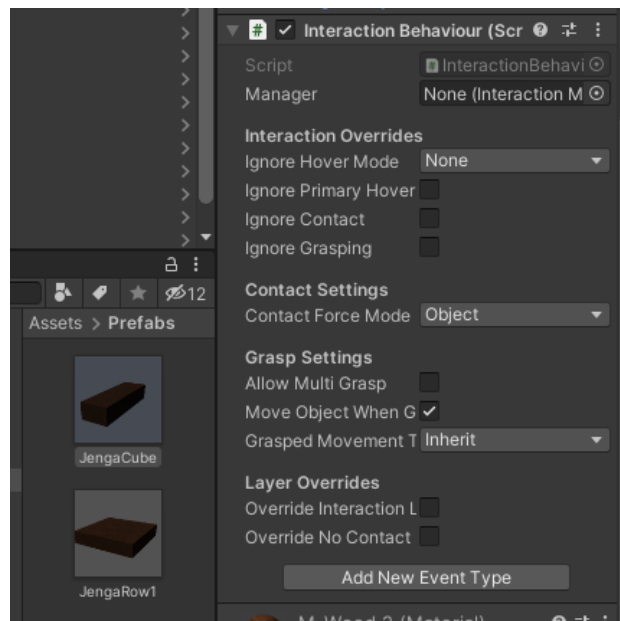 Interaction Behaviour (Scr
Script InteractionBehavi
Manager None (Interaction M
Interaction Overrides
Ignore Hover Mode None
Ignore Primary Hover
Ignore Contact
Ignore Grasping
Contact Settings
Contact Force Mode Object
Grasp Settings
Allow Multi Grasp
Move Object When G
Grasped Movement T Inherit
Layer Overrides
Override Interaction L
Override No Contact
Add New Event Type
12
Assets > Prefabs
JengaCube
JengaRow1